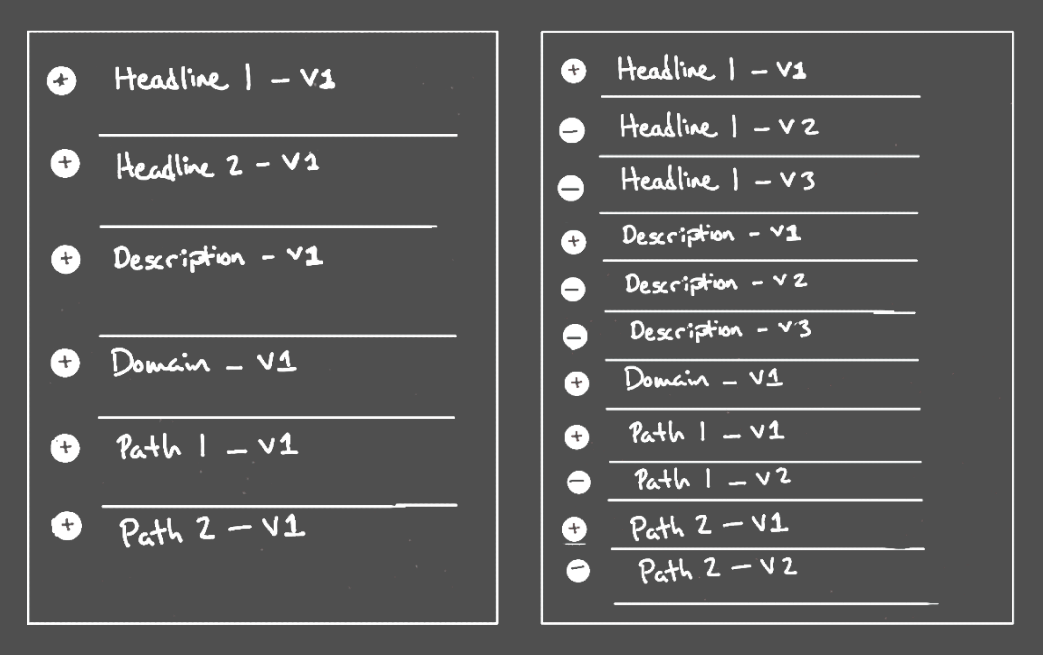 Headline 1 - V1
Headline 2 - V1
Description - V1
Domain - V1
Path 1 - V1
Path 2 - V1
Headline 1 - V1
Headline 1 - V2
Headline 1 - V3
Description - V1
Description - V2
Description - V3
Domain - V1
Path 1 - V1
Path 1 - V2
Path 2 - V1
Path 2 - V2